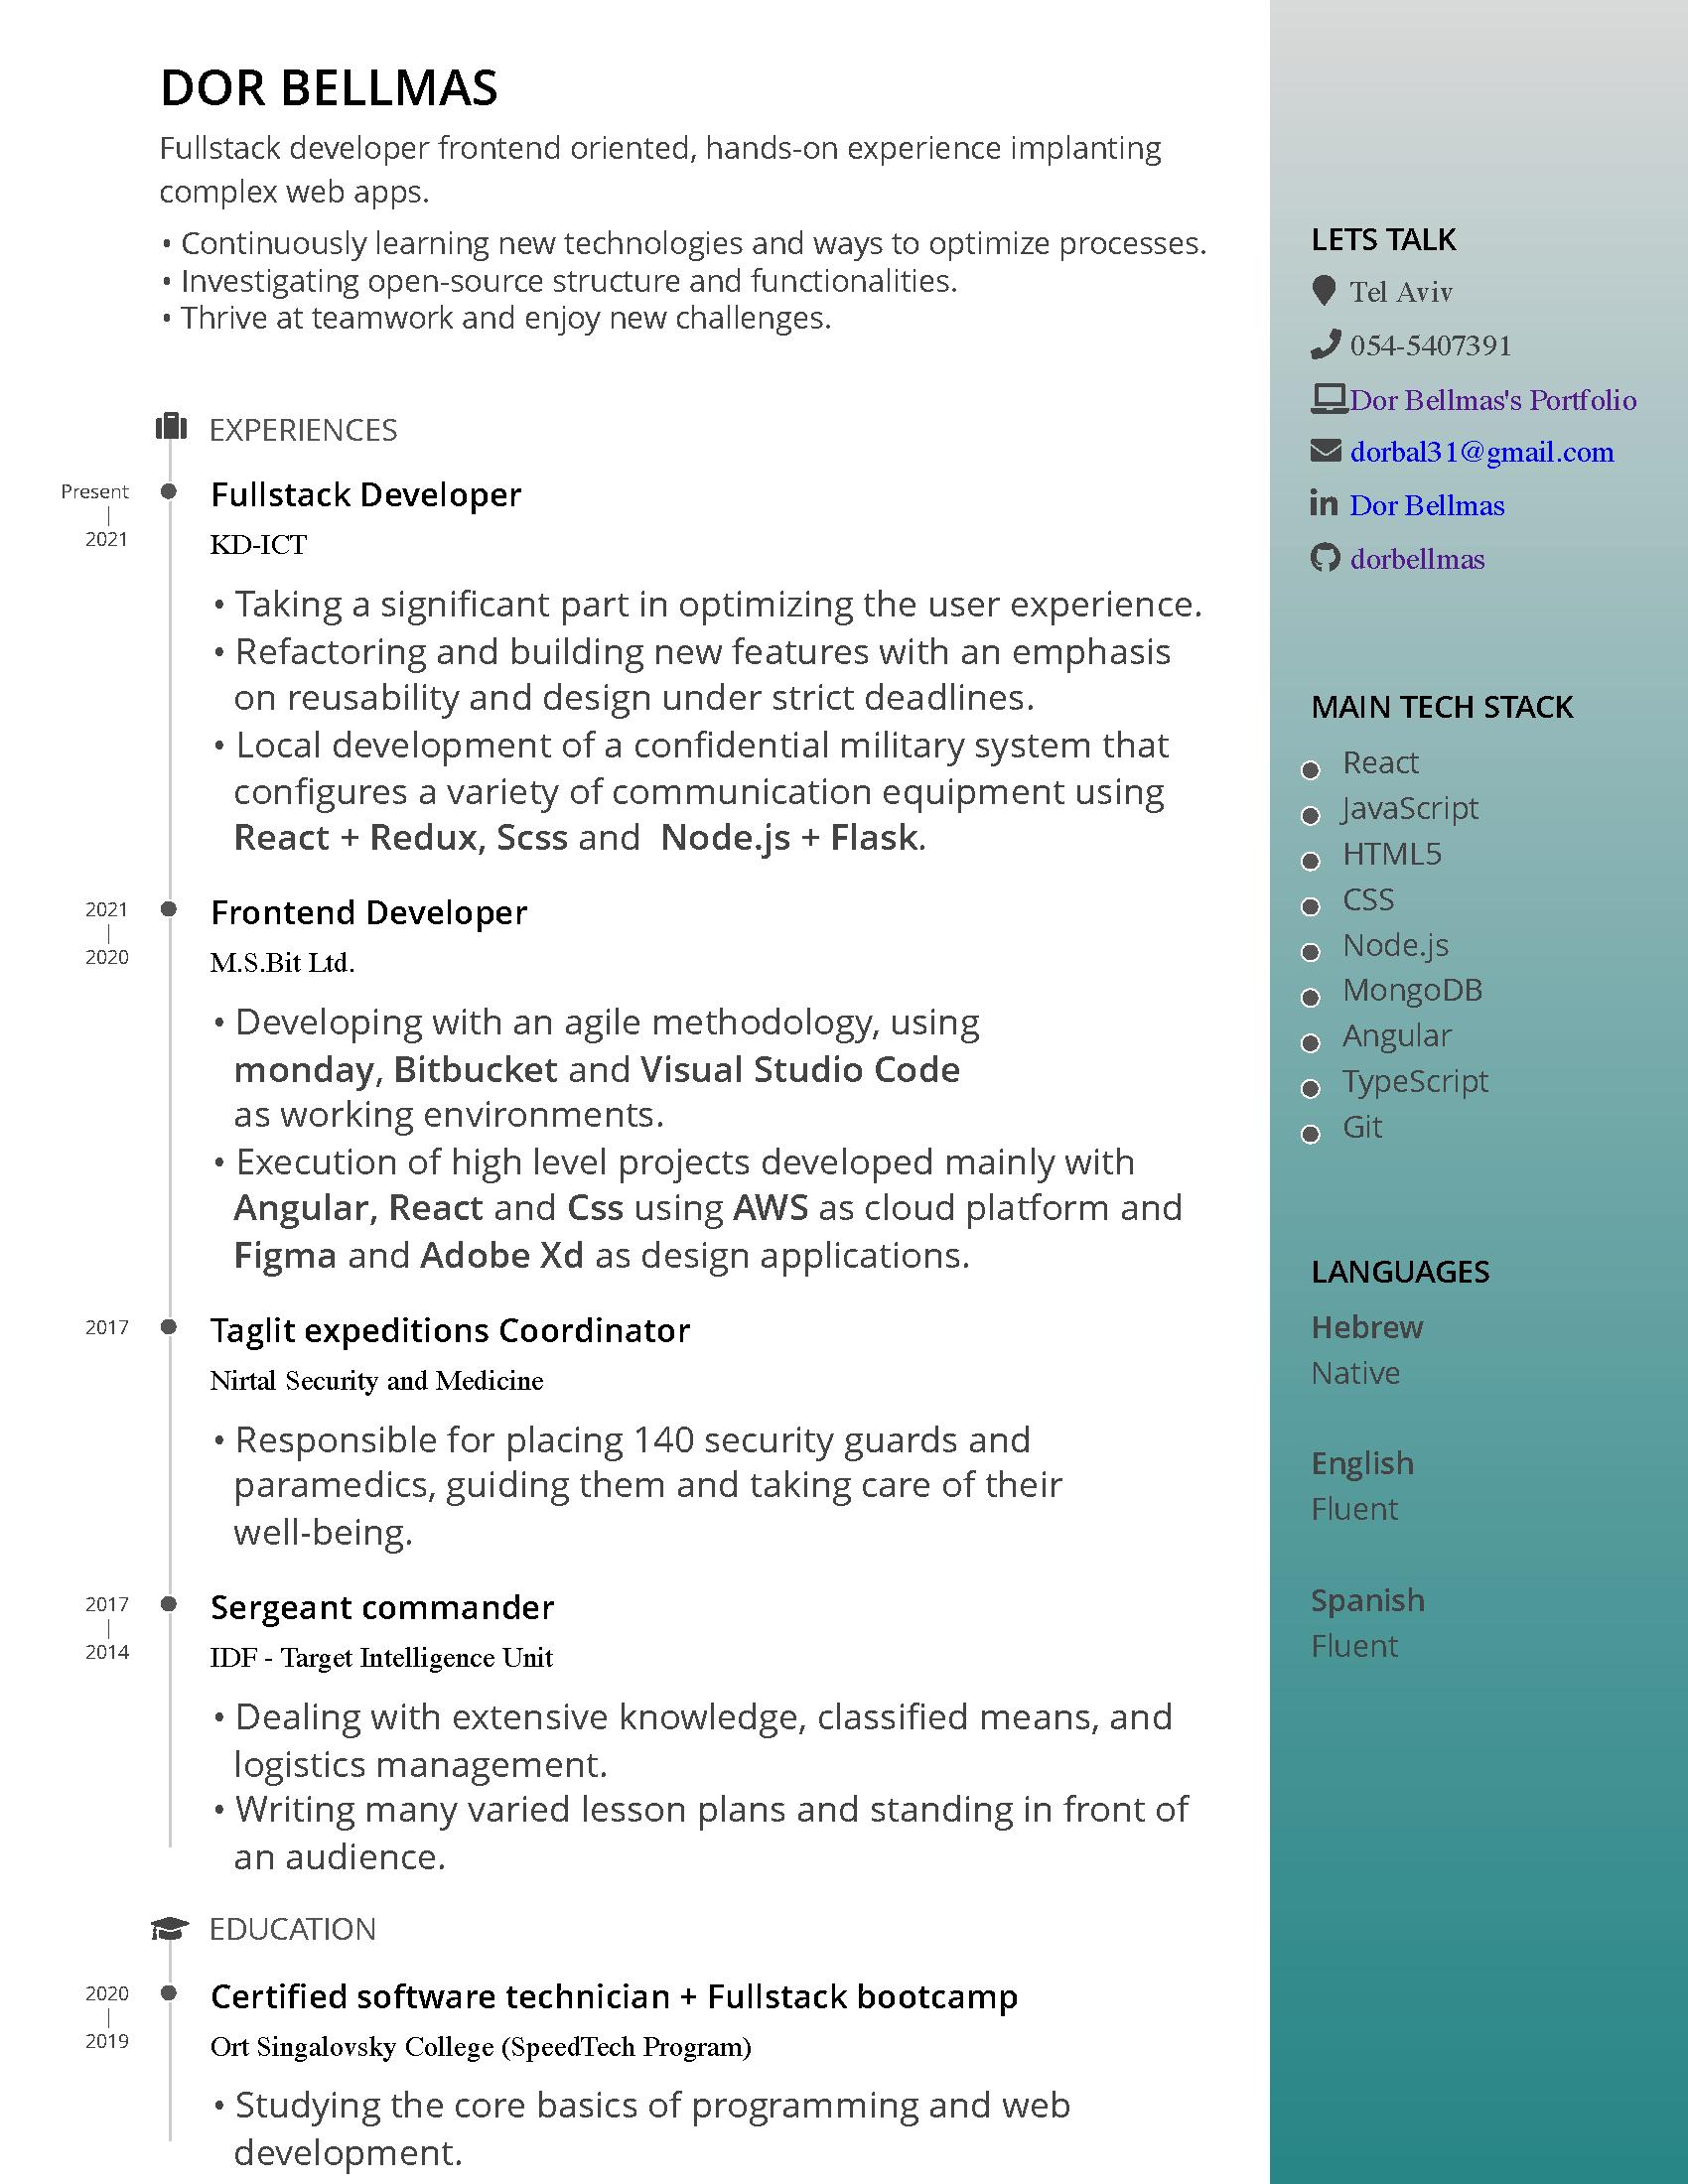 DOR BELLMAS
Fullstack developer frontend oriented, hands-on experience implanting
complex web apps.
• Continuously learning new technologies and ways to optimize processes.
• Investigating open-source structure and functionalities.
• Thrive at teamwork and enjoy new challenges.
EXPERIENCES
Present
|
2021
Fullstack Developer
KD-ICT
• Taking a significant part in optimizing the user experience.
• Refactoring and building new features with an emphasis
on reusability and design under strict deadlines.
• Local development of a confidential military system that
configures a variety of communication equipment using
React + Redux, Scss and  Node.js + Flask.
2021
|
2020
Frontend Developer
M.S.Bit Ltd.
• Developing with an agile methodology, using
monday, Bitbucket and Visual Studio Code
as working environments.
• Execution of high level projects developed mainly with
Angular, React and Css using AWS as cloud platform and
Figma and Adobe Xd as design applications.
2017
Taglit expeditions Coordinator
Nirtal Security and Medicine
• Responsible for placing 140 security guards and
paramedics, guiding them and taking care of their
well-being.
2017
|
2014
Sergeant commander
IDF - Target Intelligence Unit
• Dealing with extensive knowledge, classified means, and
logistics management.
• Writing many varied lesson plans and standing in front of
an audience.
EDUCATION
2020
|
2019
Certified software technician + Fullstack bootcamp
Ort Singalovsky College (SpeedTech Program)
• Studying the core basics of programming and web
development.
LETS TALK
Tel Aviv
054-5407391
Dor Bellmas's Portfolio
dorbal31@gmail.com
Dor Bellmas
dorbellmas
MAIN TECH STACK
React
JavaScript
HTML5
CSS
Node.js
MongoDB
Angular
TypeScript
Git
LANGUAGES
Hebrew
Native
English
Fluent
Spanish
Fluent